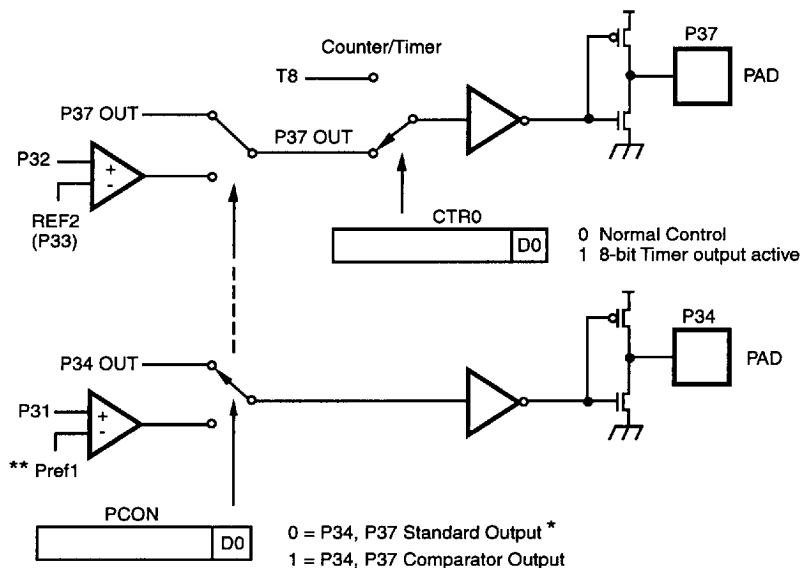 P37
Counter/Timer
T8
PAD
P37 OUT
P37 OUT
P32
+
-
REF2
(P33)
CTR0
D0
0 Normal Control
1 8-bit Timer output active
P34
P34 OUT
PAD
P31
+
-
** Pref1
PCON
D0
0 = P34, P37 Standard Output *
1 = P34, P37 Comparator Output